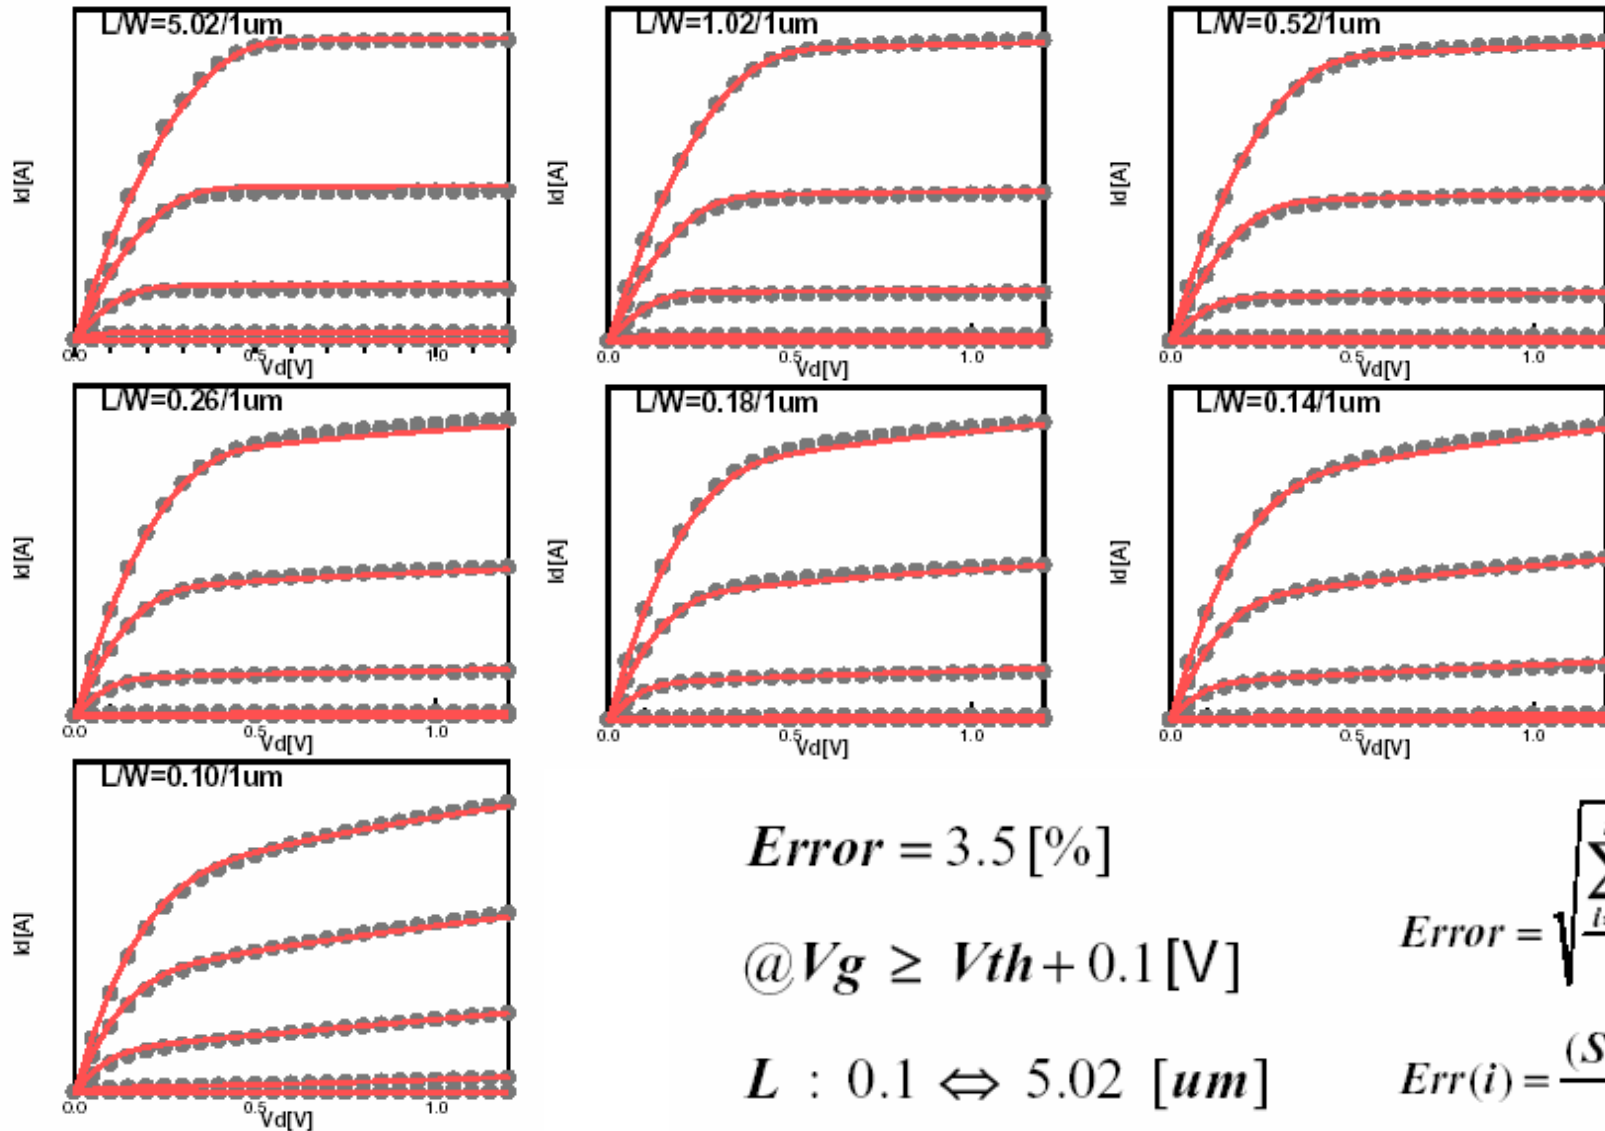 L/W=5.02/1um
Id[A]
0.0
0.5
1.0
Vd[V]
L/W=1.02/1um
Id[A]
0.0
0.5
1.0
Vd[V]
L/W=0.52/1um
Id[A]
0.0
0.5
1.0
Vd[V]
L/W=0.26/1um
Id[A]
0.0
0.5
1.0
Vd[V]
L/W=0.18/1um
Id[A]
0.0
0.5
1.0
Vd[V]
L/W=0.14/1um
Id[A]
0.0
0.5
1.0
Vd[V]
L/W=0.10/1um
Id[A]
0.0
0.5
1.0
Vd[V]
Error = 3.5 [%]
@Vg ≥ Vth + 0.1 [V]
L : 0.1 ⇔ 5.02 [um]
Error = √ ∑
Err(i) = (S